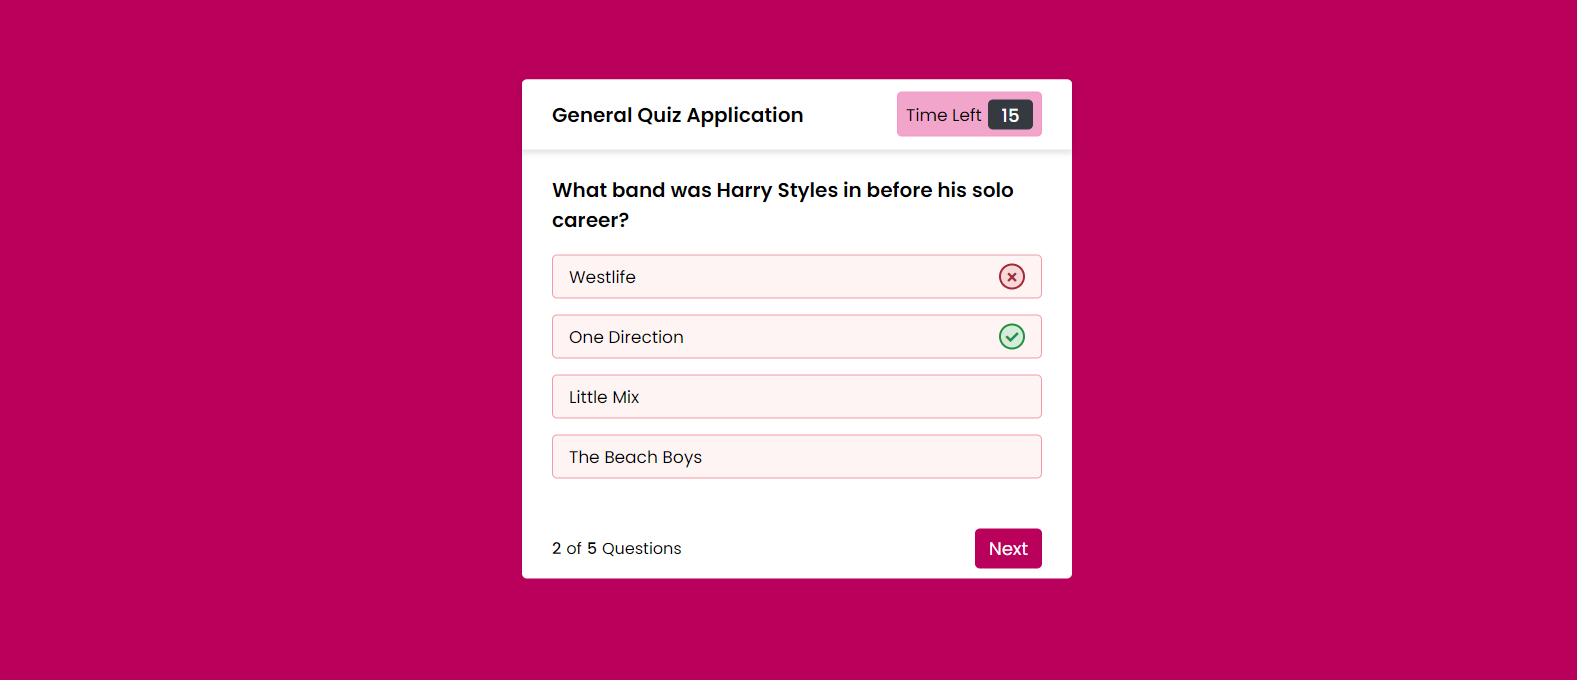 General Quiz Application
Time Left 15
What band was Harry Styles in before his solo
career?
Westlife
One Direction
Little Mix
The Beach Boys
2 of 5 Questions
Next